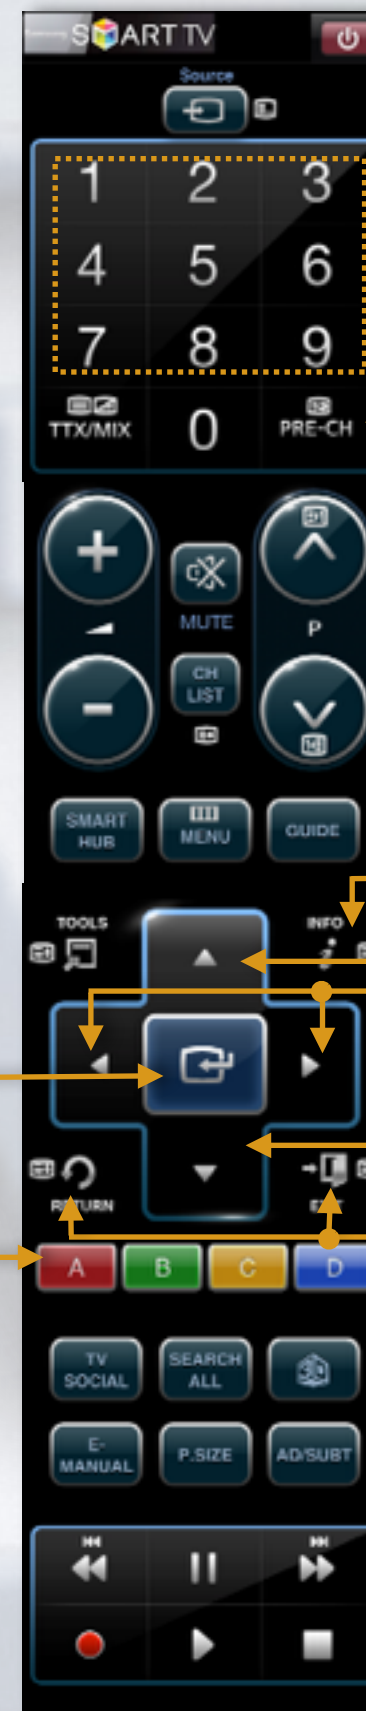 SMART TV
Source
1 2 3
4 5 6
7 8 9
TTX/MIX 0 PRE-CH
MUTE
P
CH
LIST
SMART
HUB
MENU
GUIDE
TOOLS
INFO
RETURN
A B C D
TV
SOCIAL
SEARCH
ALL
E-
MANUAL
P.SIZE
AD/SUBT